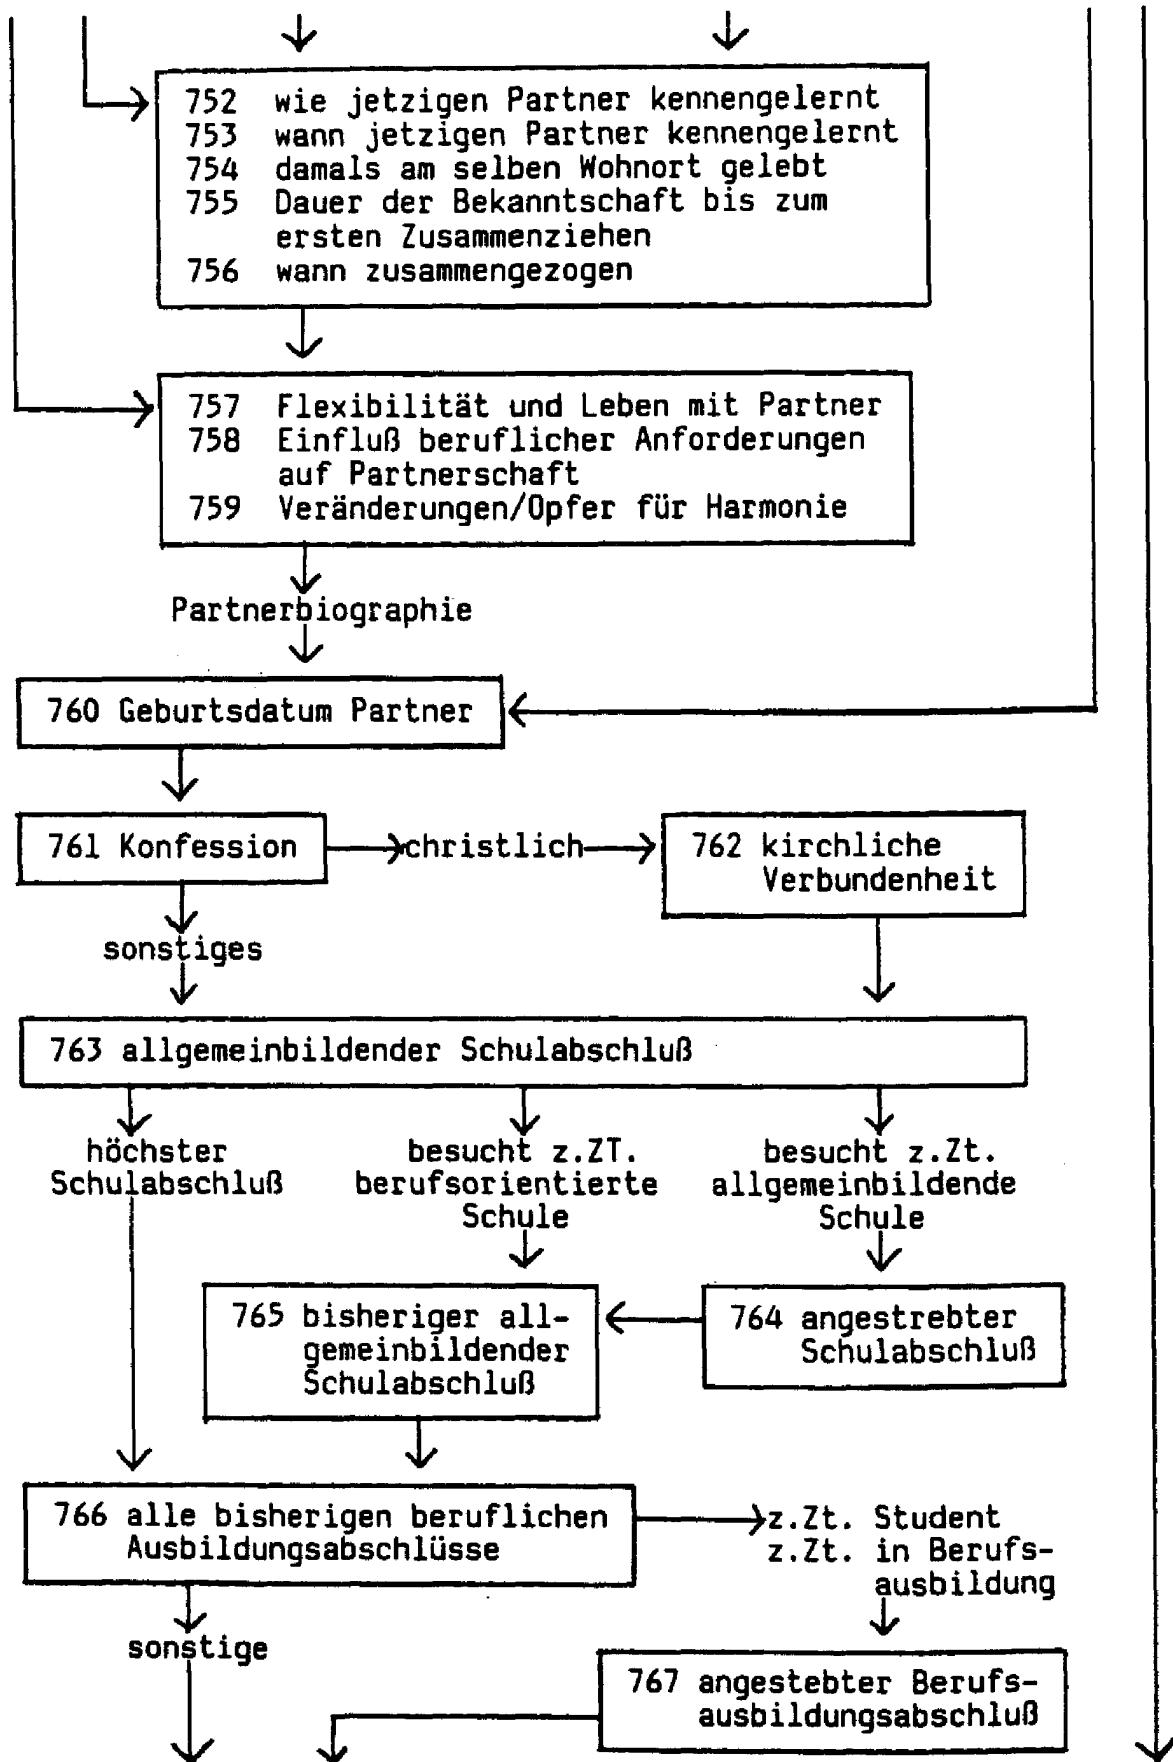 752 wie jetzigen Partner kennengelernt
753 wann jetzigen Partner kennengelernt
754 damals am selben Wohnort gelebt
755 Dauer der Bekanntschaft bis zum
ersten Zusammenziehen
756 wann zusammengezogen
757 Flexibilität und Leben mit Partner
758 Einfluß beruflicher Anforderungen
auf Partnerschaft
759 Veränderungen/Opfer für Harmonie
Partnerbiographie
760 Geburtsdatum Partner
761 Konfession
christlich
762 kirchliche
Verbundenheit
sonstiges
763 allgemeinbildender Schulabschluß
höchster
Schulabschluß
besucht z.ZT.
berufsorientierte
Schule
besucht z.Zt.
allgemeinbildende
Schule
765 bisheriger all-
gemeinbildender
Schulabschluß
764 angestrebter
Schulabschluß
766 alle bisherigen beruflichen
Ausbildungsabschlüsse
z.Zt. Student
z.Zt. in Berufs-
ausbildung
sonstige
767 angestebter Berufs-
ausbildungsabschluß